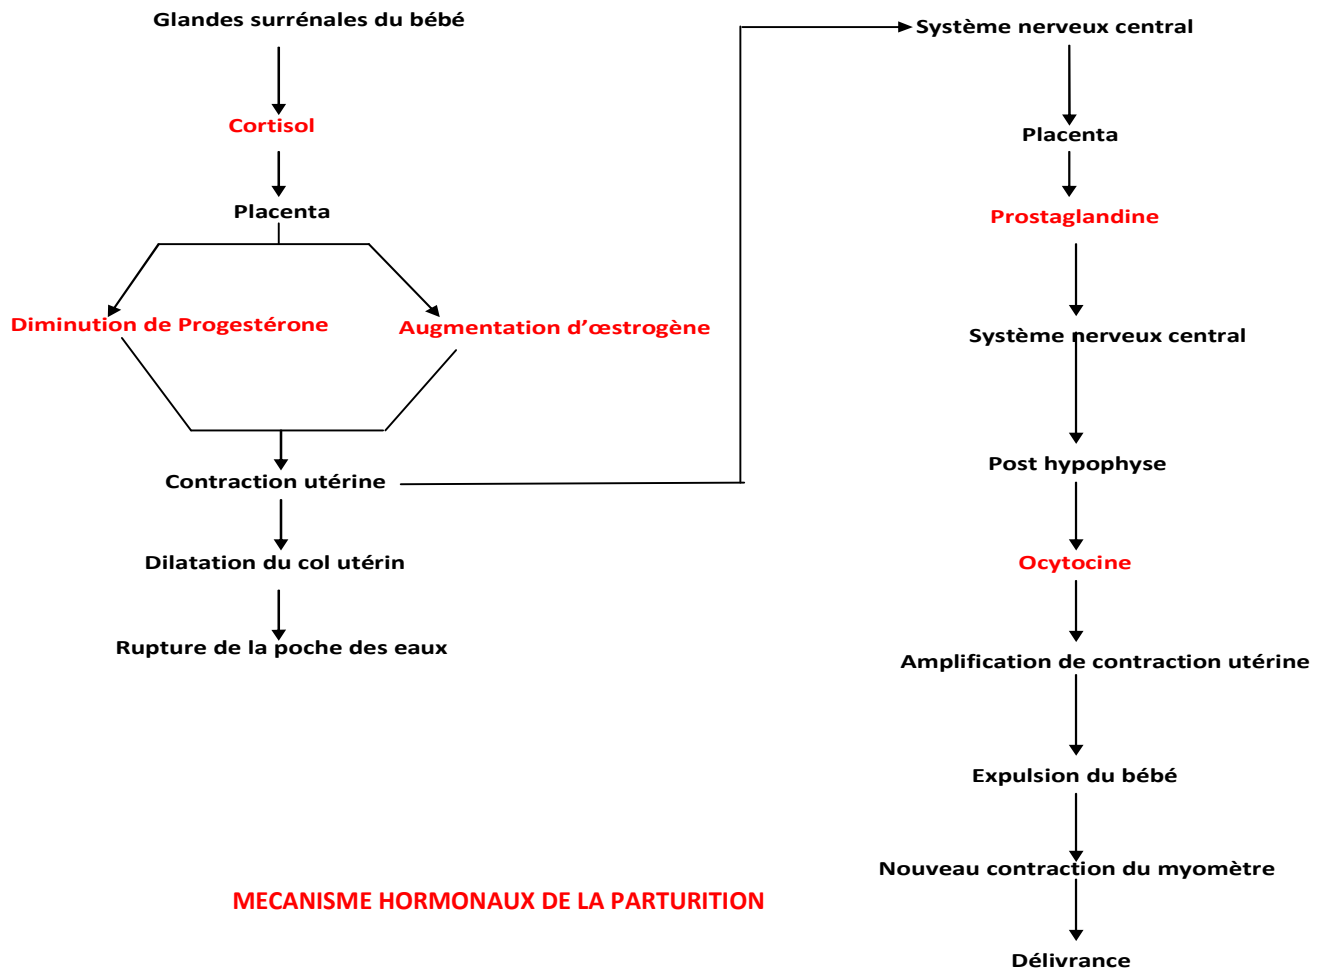 Glandes surrénales du bébé
Cortisol
Placenta
Diminution de Progestérone
Augmentation d'œstrogène
Contraction utérine
Dilatation du col utérin
Rupture de la poche des eaux
Système nerveux central
Placenta
Prostaglandine
Système nerveux central
Post hypophyse
Ocytocine
Amplification de contraction utérine
Expulsion du bébé
Nouveau contraction du myomètre
Délivrance
MECANISME HORMONAUX DE LA PARTURITION